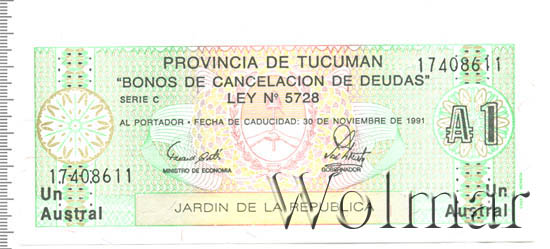 PROVINCIA DE TUCUMAN
17408611
"BONOS DE CANCELACION DE DEUDAS"
SERIE C
LEY Nº 5728
AL PORTADOR • FECHA DE CADUCIDAD: 30 DE NOVIEMBRE DE 1991
A1
17408611
MINISTRO DE ECONOMIA
GOBERNADOR
Un
Austral
Un
Austral
JARDIN DE LA REPUBLICA
Wolmar